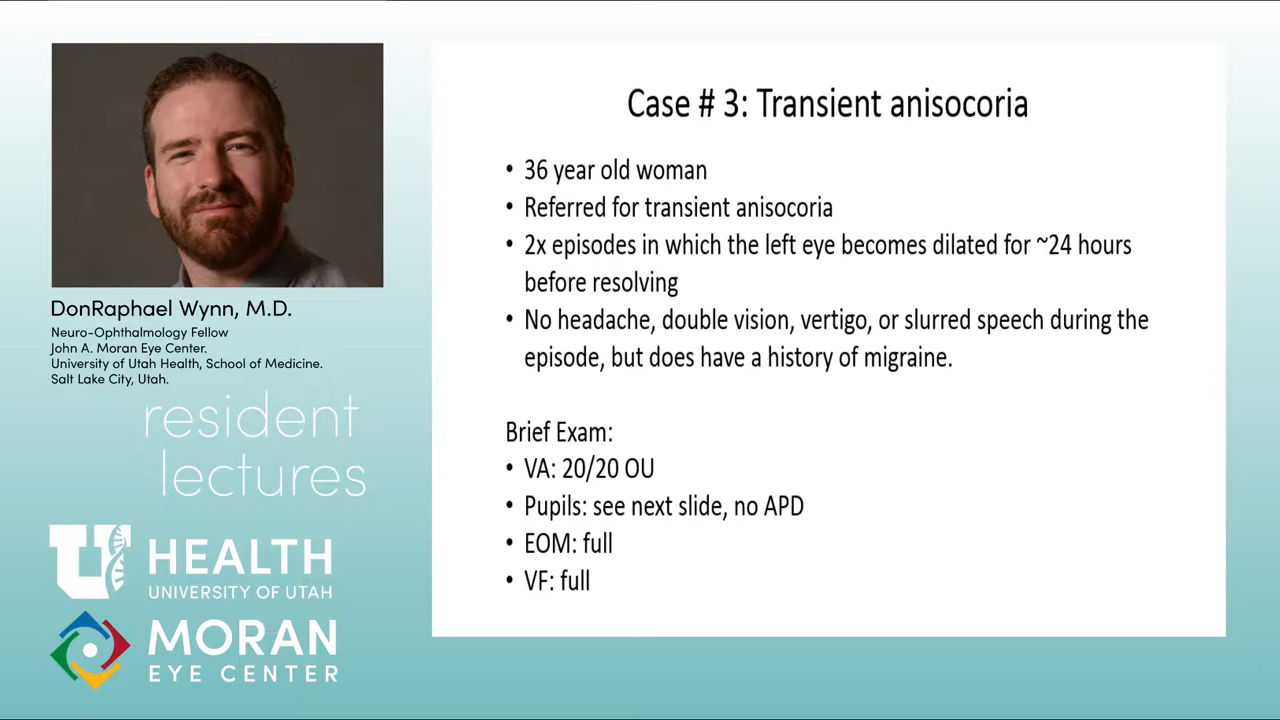 DonRaphael Wynn, M.D.
Neuro-Ophthalmology Fellow
John A. Moran Eye Center.
University of Utah Health, School of Medicine.
Salt Lake City, Utah.
resident
lectures
U
HEALTH
UNIVERSITY OF UTAH
MORAN
EYE CENTER
Case # 3: Transient anisocoria
• 36 year old woman
• Referred for transient anisocoria
• 2x episodes in which the left eye becomes dilated for ~24 hours
before resolving
• No headache, double vision, vertigo, or slurred speech during the
episode, but does have a history of migraine.
Brief Exam:
• VA: 20/20 OU
• Pupils: see next slide, no APD
• EOM: full
• VF: full